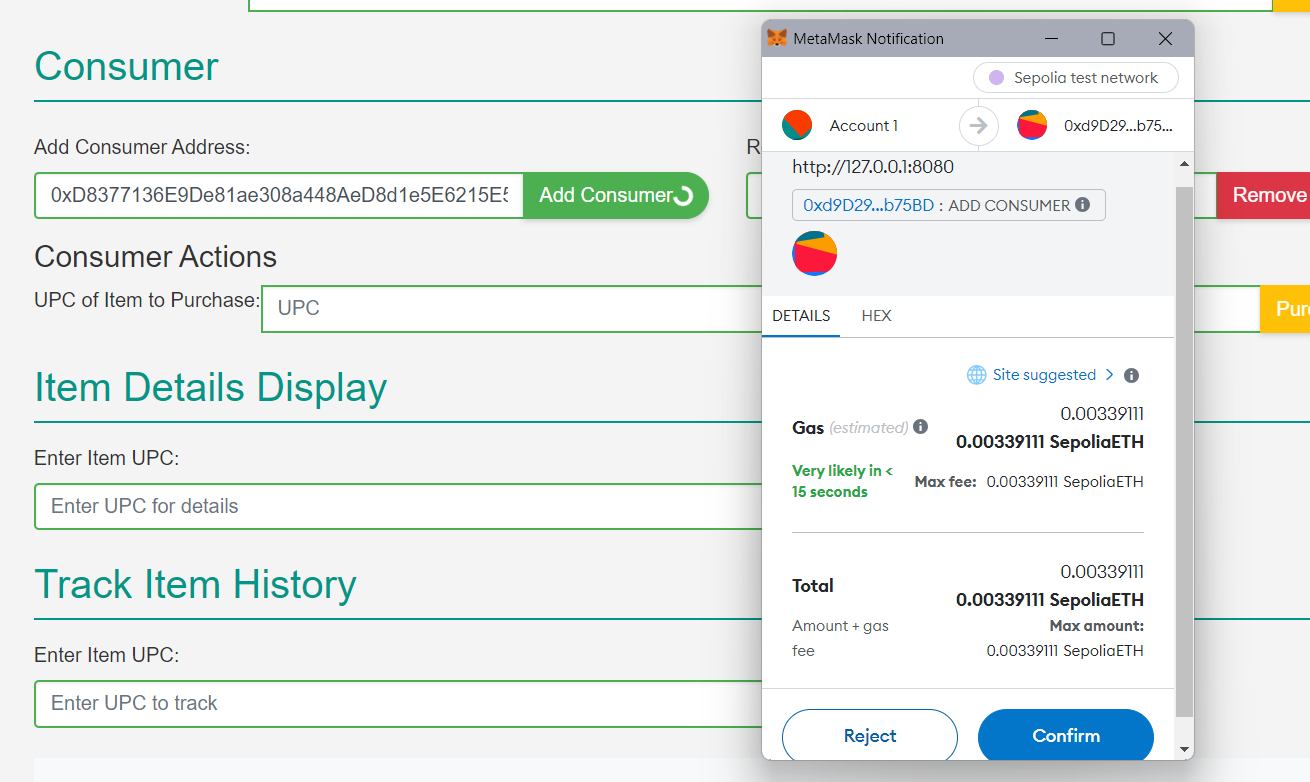 Consumer
Add Consumer Address:
0xD8377136E9De81ae308a448AeD8d1e5E6215E5
Add Consumer
Remove
Consumer Actions
UPC of Item to Purchase:
UPC
Item Details Display
Enter Item UPC:
Enter UPC for details
Track Item History
Enter Item UPC:
Enter UPC to track
MetaMask Notification
Sepolia test network
Account 1
0xd9D29...b75...
http://127.0.0.1:8080
0xd9D29...b75BD : ADD CONSUMER
DETAILS HEX
Site suggested >
0.00339111
Gas (estimated) 0.00339111 SepoliaETH
Very likely in < 15 seconds
Max fee: 0.00339111 SepoliaETH
0.00339111
Total 0.00339111 SepoliaETH
Amount + gas fee
Max amount:
0.00339111 SepoliaETH
Reject Confirm